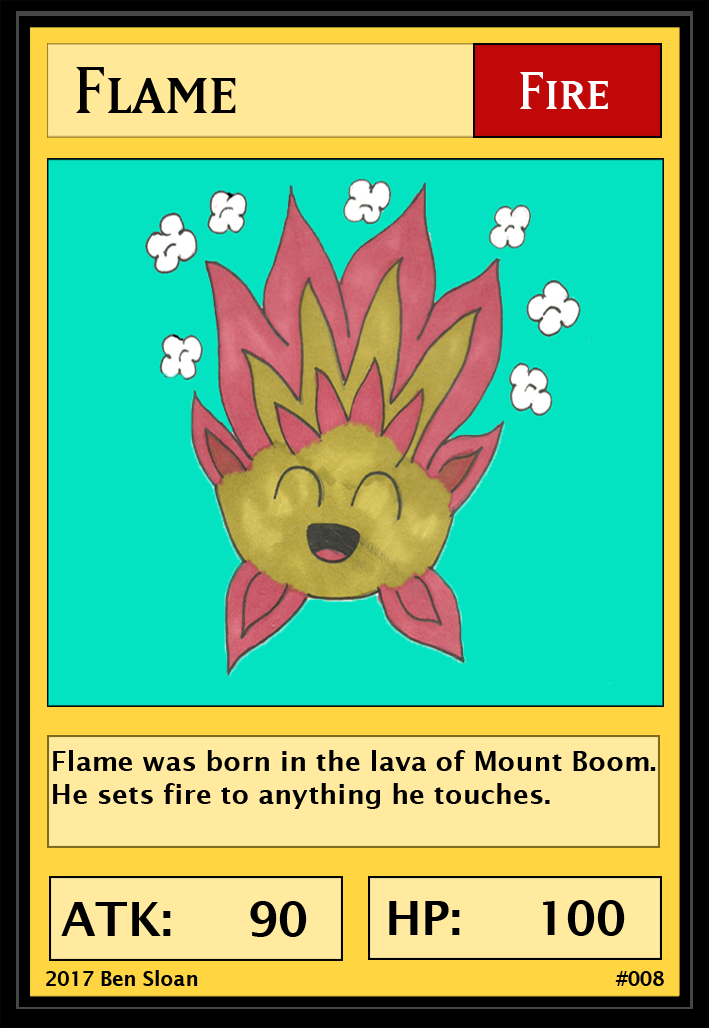 Flame
Fire
Flame was born in the lava of Mount Boom.
He sets fire to anything he touches.
ATK: 90
HP: 100
2017 Ben Sloan
#008